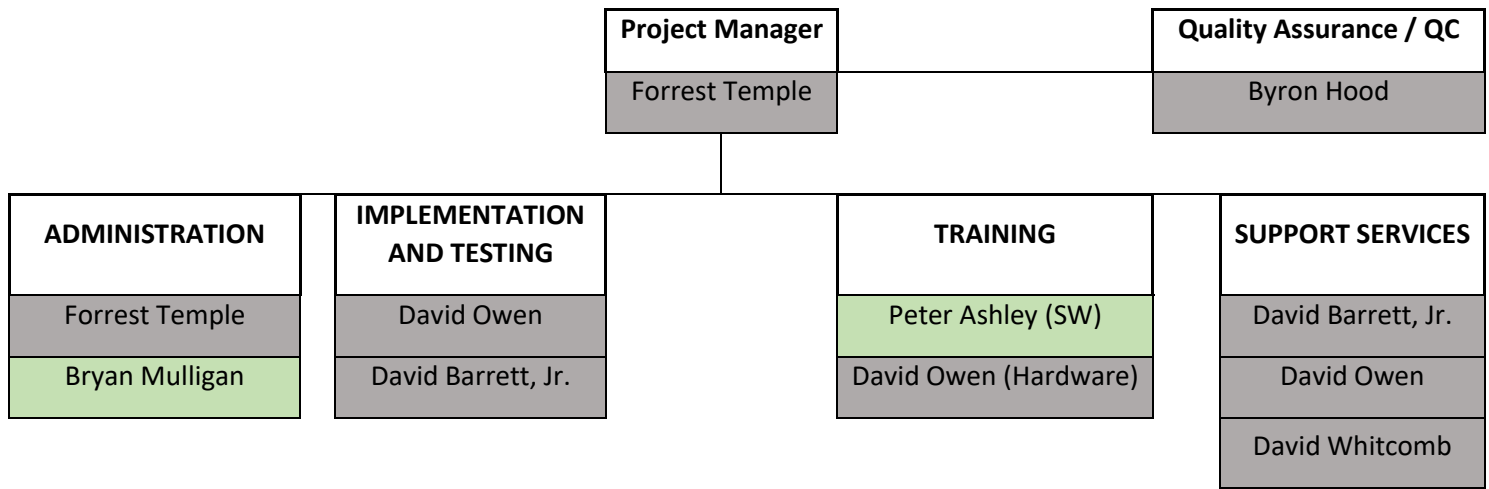 Project Manager
Quality Assurance / QC
Forrest Temple
Byron Hood
ADMINISTRATION
IMPLEMENTATION
AND TESTING
TRAINING
SUPPORT SERVICES
Forrest Temple
David Owen
Peter Ashley (SW)
David Barrett, Jr.
Bryan Mulligan
David Barrett, Jr.
David Owen (Hardware)
David Owen
David Whitcomb